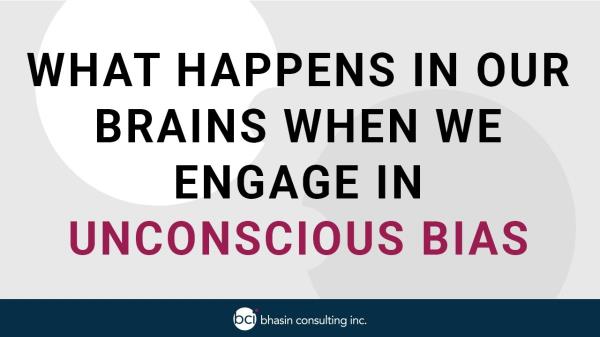 WHAT HAPPENS IN OUR
BRAINS WHEN WE
ENGAGE IN
UNCONSCIOUS BIAS
bci bhasin consulting inc.